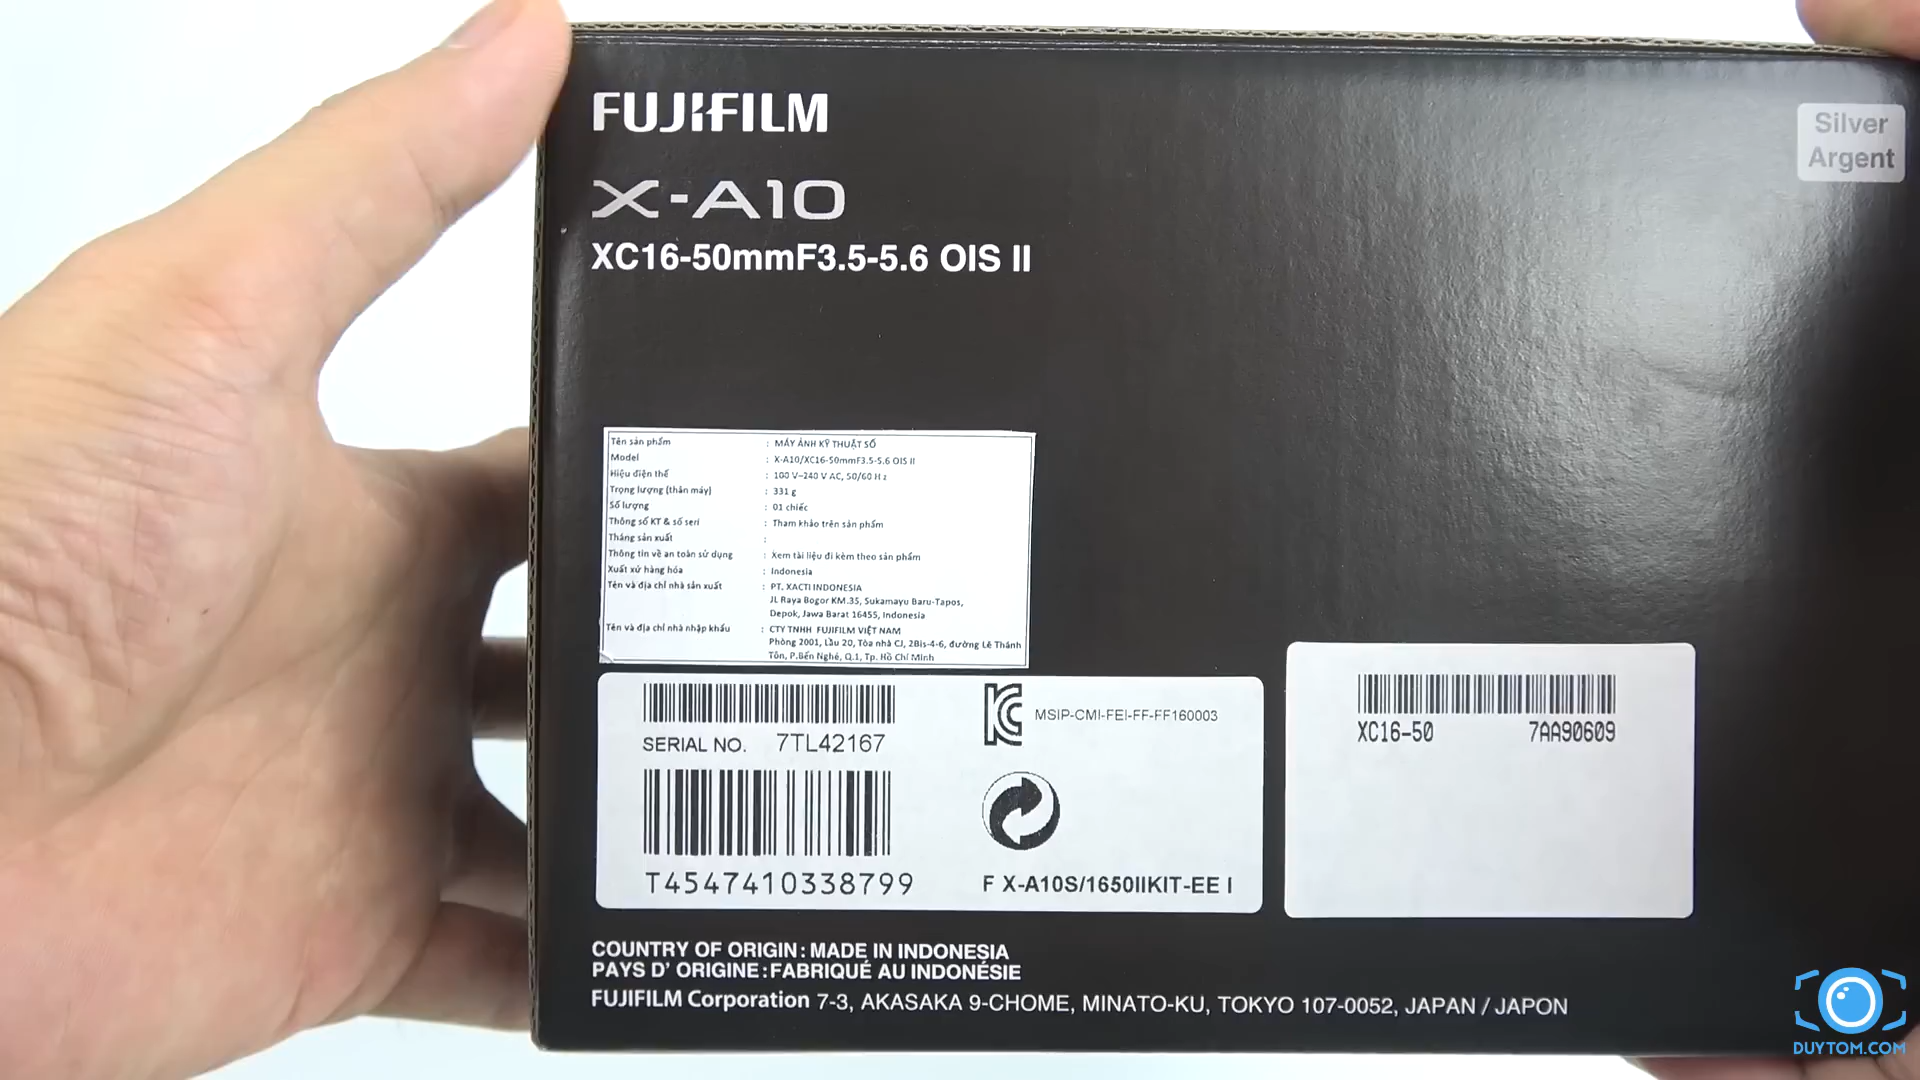 FUJIFILM
Silver
Argent
X-A10
XC16-50mmF3.5-5.6 OIS II
Tên sản phẩm : MÁY ẢNH KỸ THUẬT SỐ
Model : X-A10/XC16-50mmF3.5-5.6 OIS II
Hiệu điện thế : 100 V–240 V AC, 50/60 Hz
Trọng lượng (thân máy) : 331 g
Số lượng : 01 chiếc
Thông số KT & số seri : Tham khảo trên sản phẩm
Tháng sản xuất :
Thông tin về an toàn sử dụng : Xem tài liệu đi kèm theo sản phẩm
Xuất xứ hàng hóa : Indonesia
Tên và địa chỉ nhà sản xuất : PT. XACTI INDONESIA
JL Raya Bogor KM.35, Sukamayu Baru-Tapos,
Depok, Jawa Barat 16455, Indonesia
Tên và địa chỉ nhà nhập khẩu : CTY TNHH FUJIFILM VIỆT NAM
Phòng 2001, Lầu 20, Tòa nhà CJ, 2Bis-4-6, đường Lê Thánh
Tôn, P.Bến Nghé, Q.1, Tp. Hồ Chí Minh
SERIAL NO. 7TL42167
MSIP-CMI-FEI-FF-FF160003
T4547410338799
F X-A10S/1650IIKIT-EE I
XC16-50 7AA90609
COUNTRY OF ORIGIN : MADE IN INDONESIA
PAYS D' ORIGINE : FABRIQUÉ AU INDONÉSIE
FUJIFILM Corporation 7-3, AKASAKA 9-CHOME, MINATO-KU, TOKYO 107-0052, JAPAN / JAPON
DUYTOM.COM